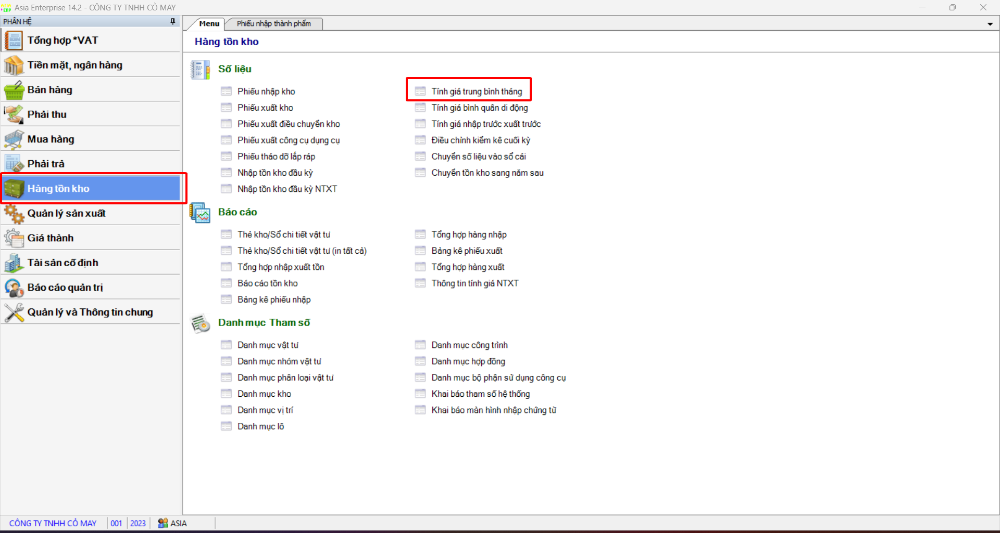 Asia Enterprise 14.2 - CÔNG TY TNHH CỎ MAY
PHÂN HỆ
Tổng hợp *VAT
Tiền mặt, ngân hàng
Bán hàng
Phải thu
Mua hàng
Phải trả
Hàng tồn kho
Quản lý sản xuất
Giá thành
Tài sản cố định
Báo cáo quản trị
Quản lý và Thông tin chung
Menu
Phiếu nhập thành phẩm
Hàng tồn kho
Số liệu
Phiếu nhập kho
Phiếu xuất kho
Phiếu xuất điều chuyển kho
Phiếu xuất công cụ dụng cụ
Phiếu tháo dỡ lắp ráp
Nhập tồn kho đầu kỳ
Nhập tồn kho đầu kỳ NTXT
Tính giá trung bình tháng
Tính giá bình quân di động
Tính giá nhập trước xuất trước
Điều chỉnh kiểm kê cuối kỳ
Chuyển số liệu vào sổ cái
Chuyển tồn kho sang năm sau
Báo cáo
Thẻ kho/Sổ chi tiết vật tư
Thẻ kho/Sổ chi tiết vật tư (in tất cả)
Tổng hợp nhập xuất tồn
Báo cáo tồn kho
Bảng kê phiếu nhập
Tổng hợp hàng nhập
Bảng kê phiếu xuất
Tổng hợp hàng xuất
Thông tin tính giá NTXT
Danh mục Tham số
Danh mục vật tư
Danh mục nhóm vật tư
Danh mục phân loại vật tư
Danh mục kho
Danh mục vị trí
Danh mục lô
Danh mục công trình
Danh mục hợp đồng
Danh mục bộ phận sử dụng công cụ
Khai báo tham số hệ thống
Khai báo màn hình nhập chứng từ
CÔNG TY TNHH CỎ MAY
001
2023
ASIA